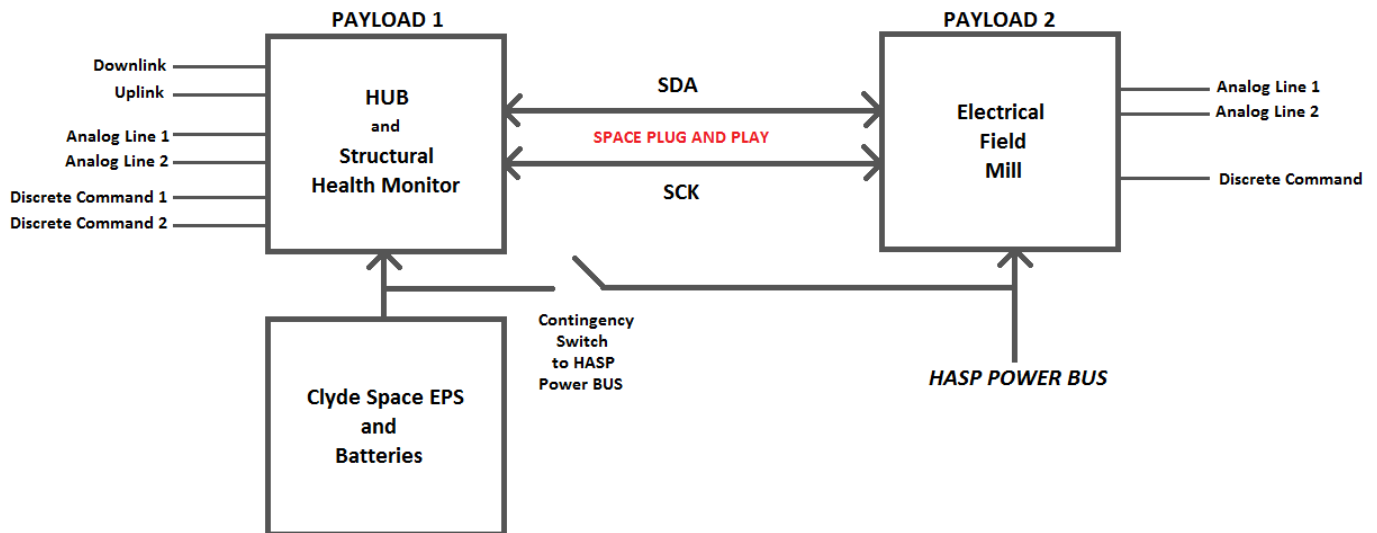 PAYLOAD 1
PAYLOAD 2
Downlink
Uplink
Analog Line 1
Analog Line 2
Discrete Command 1
Discrete Command 2
HUB
and
Structural
Health Monitor
SDA
SPACE PLUG AND PLAY
SCK
Electrical
Field
Mill
Analog Line 1
Analog Line 2
Discrete Command
Contingency
Switch
to HASP
Power BUS
HASP POWER BUS
Clyde Space EPS
and
Batteries